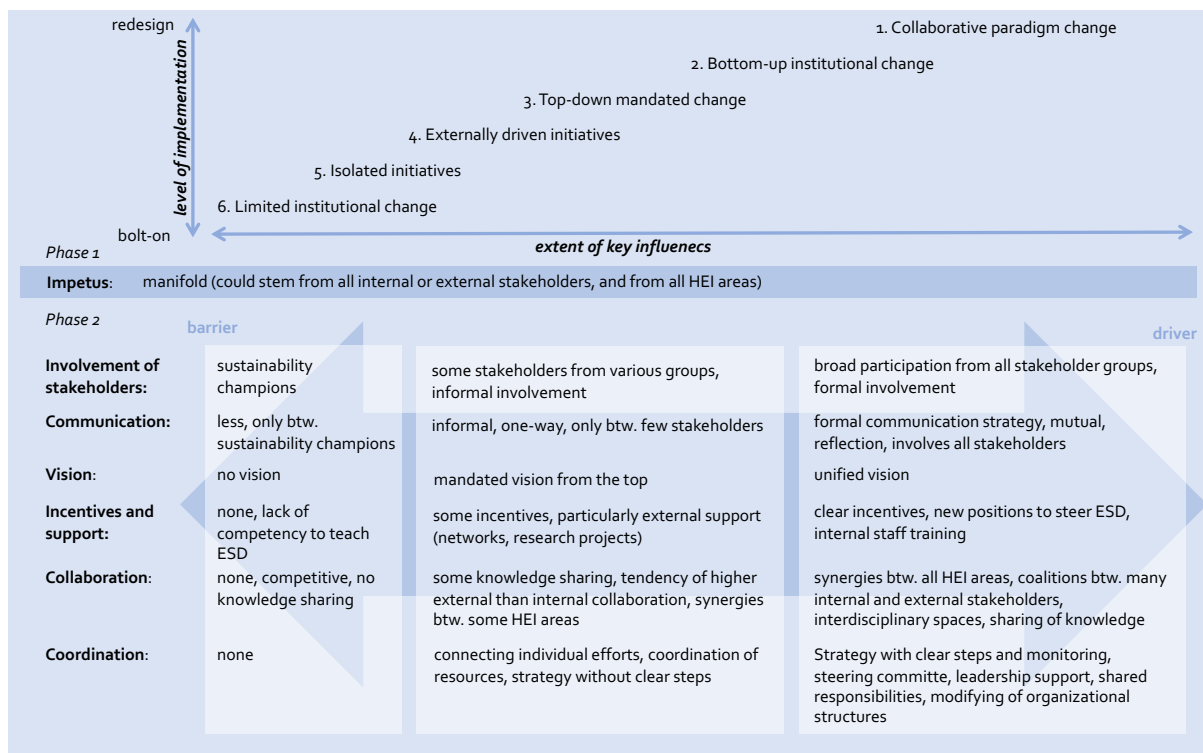 redesign
level of implementation
bolt-on
1. Collaborative paradigm change
2. Bottom-up institutional change
3. Top-down mandated change
4. Externally driven initiatives
5. Isolated initiatives
6. Limited institutional change
extent of key influenecs
Phase 1
Impetus: manifold (could stem from all internal or external stakeholders, and from all HEI areas)
Phase 2
barrier
driver
Involvement of
stakeholders:
sustainability
champions
some stakeholders from various groups,
informal involvement
broad participation from all stakeholder groups,
formal involvement
Communication:
less, only btw.
sustainability champions
informal, one-way, only btw. few stakeholders
formal communication strategy, mutual,
reflection, involves all stakeholders
Vision:
no vision
mandated vision from the top
unified vision
Incentives and
support:
none, lack of
competency to teach
ESD
some incentives, particularly external support
(networks, research projects)
clear incentives, new positions to steer ESD,
internal staff training
Collaboration:
none, competitive, no
knowledge sharing
some knowledge sharing, tendency of higher
external than internal collaboration, synergies
btw. some HEI areas
synergies btw. all HEI areas, coalitions btw. many
internal and external stakeholders,
interdisciplinary spaces, sharing of knowledge
Coordination:
none
connecting individual efforts, coordination of
resources, strategy without clear steps
Strategy with clear steps and monitoring,
steering committe, leadership support, shared
responsibilities, modifying of organizational
structures